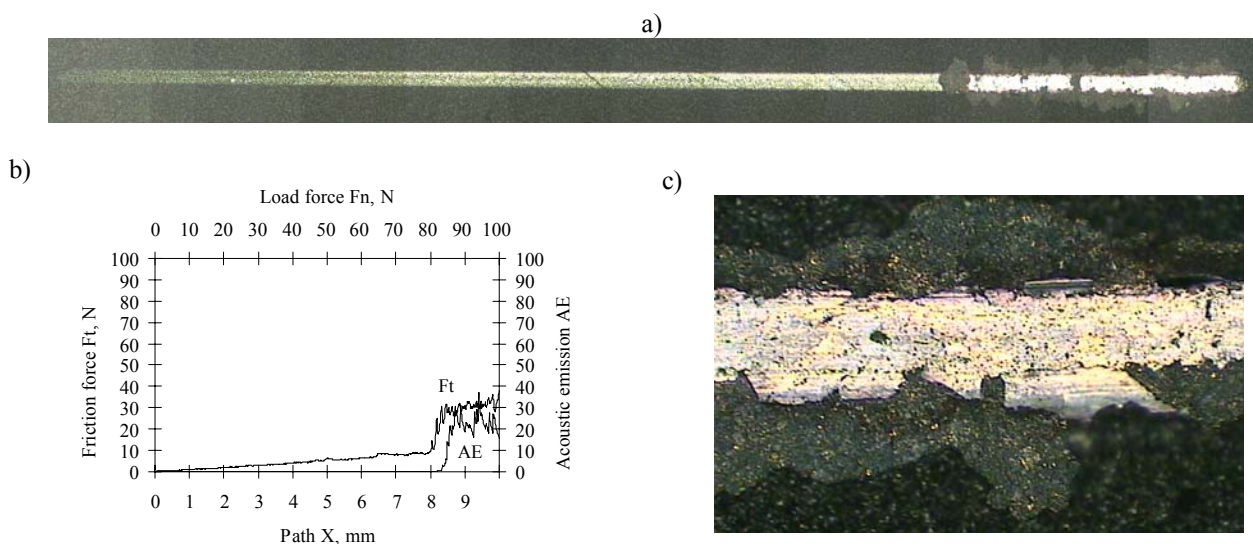 a)
b)
Load force Fn, N
0 10 20 30 40 50 60 70 80 90 100
100 100
90 90
80 80
70 70
60 60
50 50
40 40
30 30
20 20
10 10
0 0
Friction force Ft, N
Acoustic emission AE
Ft
AE
0 1 2 3 4 5 6 7 8 9
Path X, mm
c)